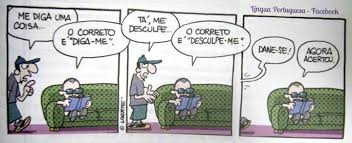 Língua Portuguesa -
Facebook
ME DIGA UMA
COISA...
O CORRETO
É "DIGA-ME".
TÁ, ME
DESCULPE...
O CORRETO
É "DESCULPE-ME".
DANE-SE!
AGORA
ACERTOU.